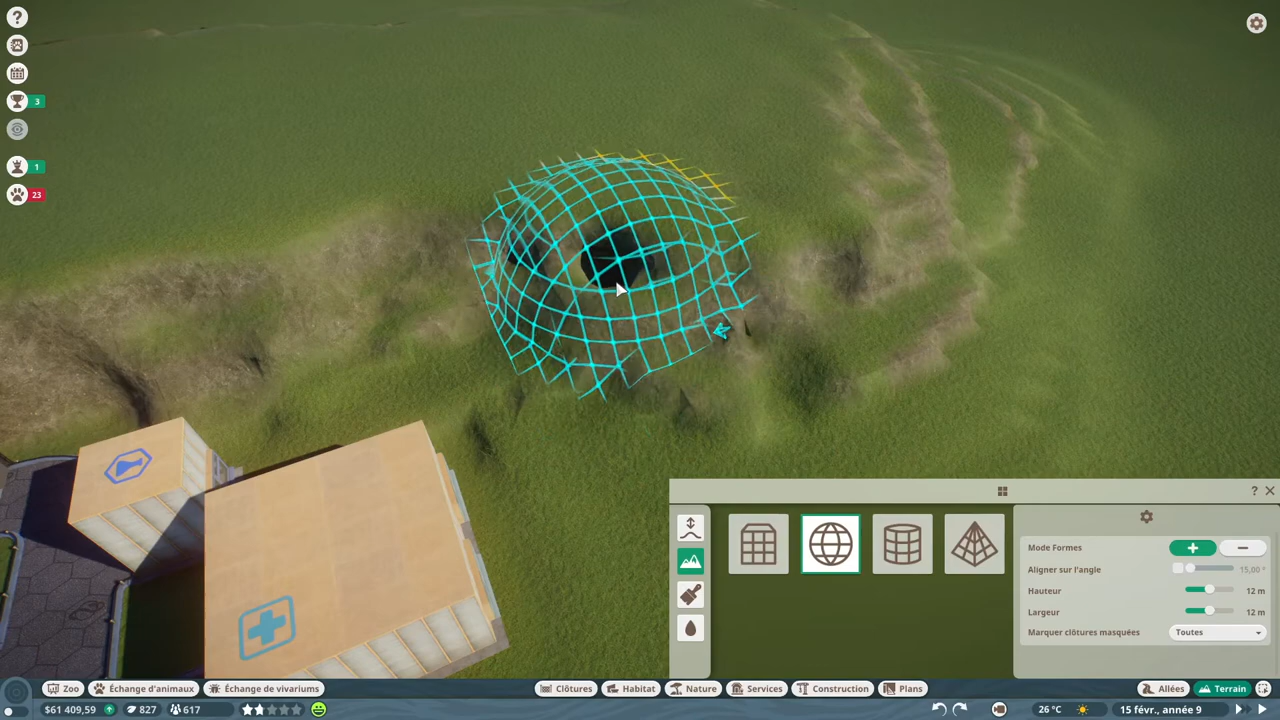 ?
3
1
23
? ×
Mode Formes + −
Aligner sur l'angle 15,00 °
Hauteur 12 m
Largeur 12 m
Marquer clôtures masquées Toutes
Zoo Échange d'animaux Échange de vivariums Clôtures Habitat Nature Services Construction Plans Allées Terrain
$61 409,59 827 617 26 °C 15 févr., année 9